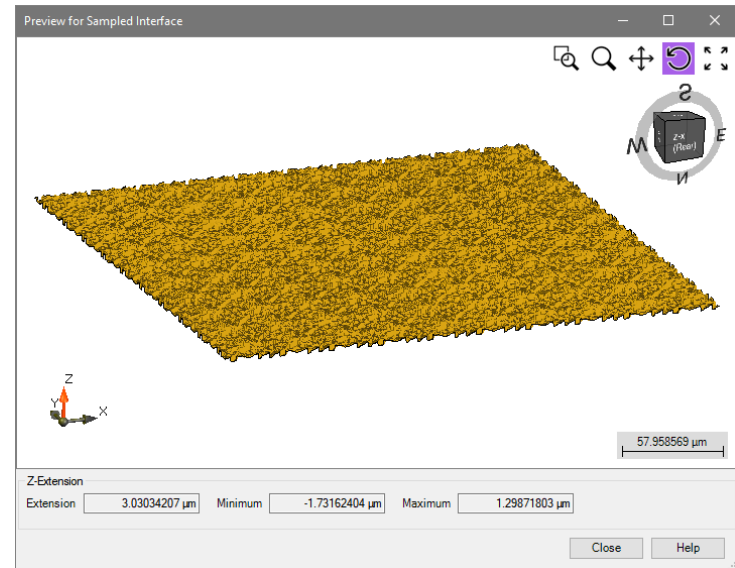 Preview for Sampled Interface
S
W
E
N
Z-X
(Rear)
Z
Y
X
57.958569 µm
Z-Extension
Extension 3.03034207 µm Minimum -1.73162404 µm Maximum 1.29871803 µm
Close Help